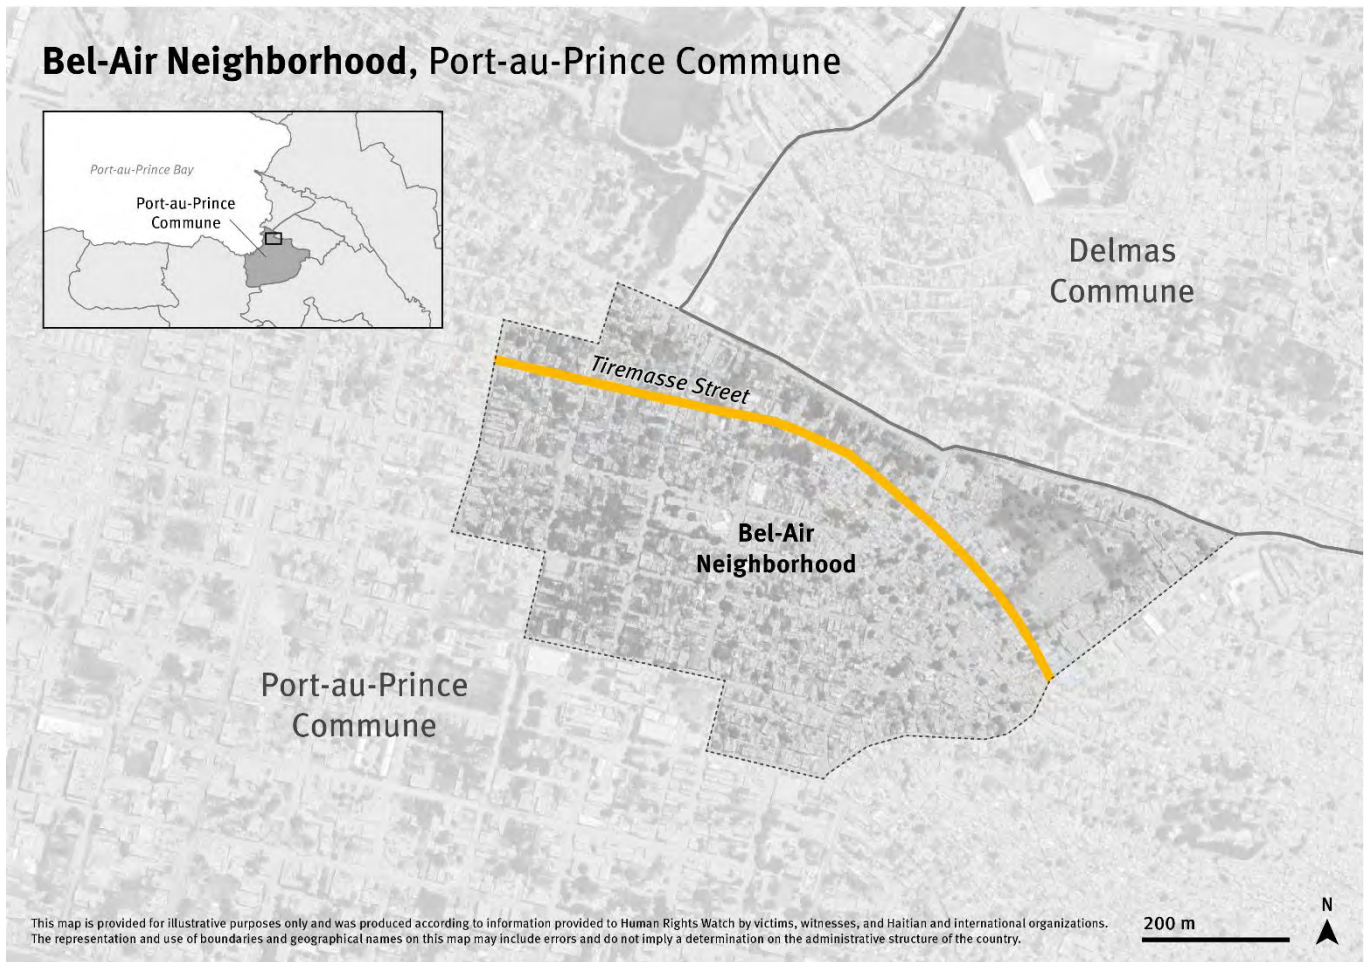 Bel-Air Neighborhood, Port-au-Prince Commune
Port-au-Prince Bay
Port-au-Prince
Commune
Delmas
Commune
Tiremasse Street
Bel-Air
Neighborhood
Port-au-Prince
Commune
This map is provided for illustrative purposes only and was produced according to information provided to Human Rights Watch by victims, witnesses, and Haitian and international organizations.
The representation and use of boundaries and geographical names on this map may include errors and do not imply a determination on the administrative structure of the country.
200 m
N